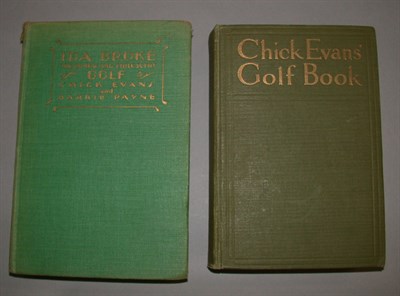 IDA BROKE
GOLF
CHICK EVANS
and
BARRIE PAYNE
Chick Evans'
Golf Book